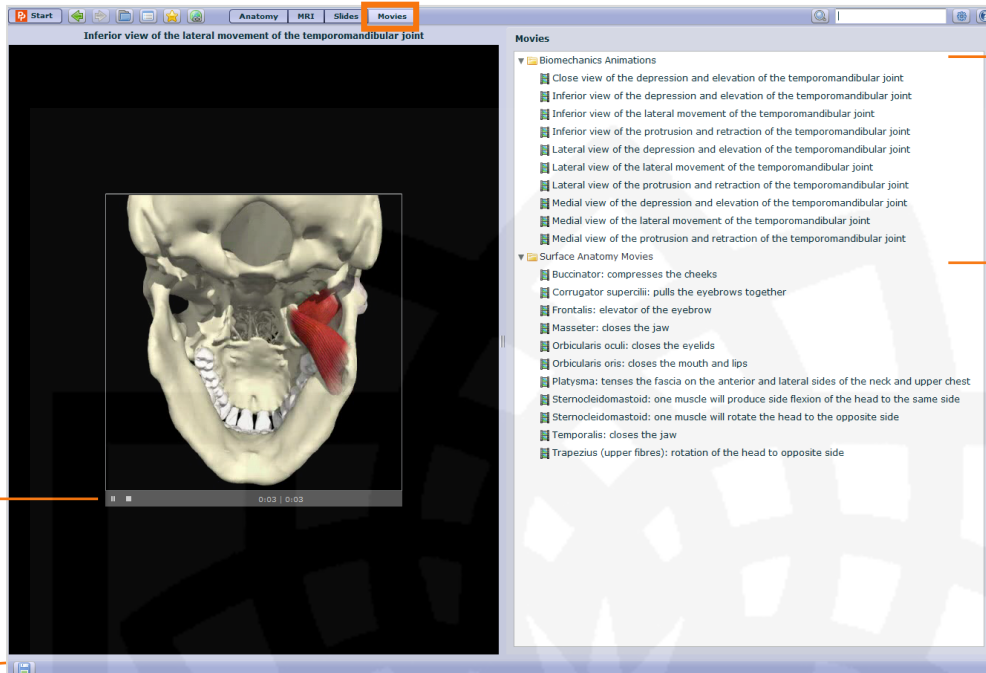 Start
Anatomy
MRI
Slides
Movies
Inferior view of the lateral movement of the temporomandibular joint
0:03 | 0:03
Movies
Biomechanics Animations
Close view of the depression and elevation of the temporomandibular joint
Inferior view of the depression and elevation of the temporomandibular joint
Inferior view of the lateral movement of the temporomandibular joint
Inferior view of the protrusion and retraction of the temporomandibular joint
Lateral view of the depression and elevation of the temporomandibular joint
Lateral view of the lateral movement of the temporomandibular joint
Lateral view of the protrusion and retraction of the temporomandibular joint
Medial view of the depression and elevation of the temporomandibular joint
Medial view of the lateral movement of the temporomandibular joint
Medial view of the protrusion and retraction of the temporomandibular joint
Surface Anatomy Movies
Buccinator: compresses the cheeks
Corrugator supercilii: pulls the eyebrows together
Frontalis: elevator of the eyebrow
Masseter: closes the jaw
Orbicularis oculi: closes the eyelids
Orbicularis oris: closes the mouth and lips
Platysma: tenses the fascia on the anterior and lateral sides of the neck and upper chest
Sternocleidomastoid: one muscle will produce side flexion of the head to the same side
Sternocleidomastoid: one muscle will rotate the head to the opposite side
Temporalis: closes the jaw
Trapezius (upper fibres): rotation of the head to opposite side